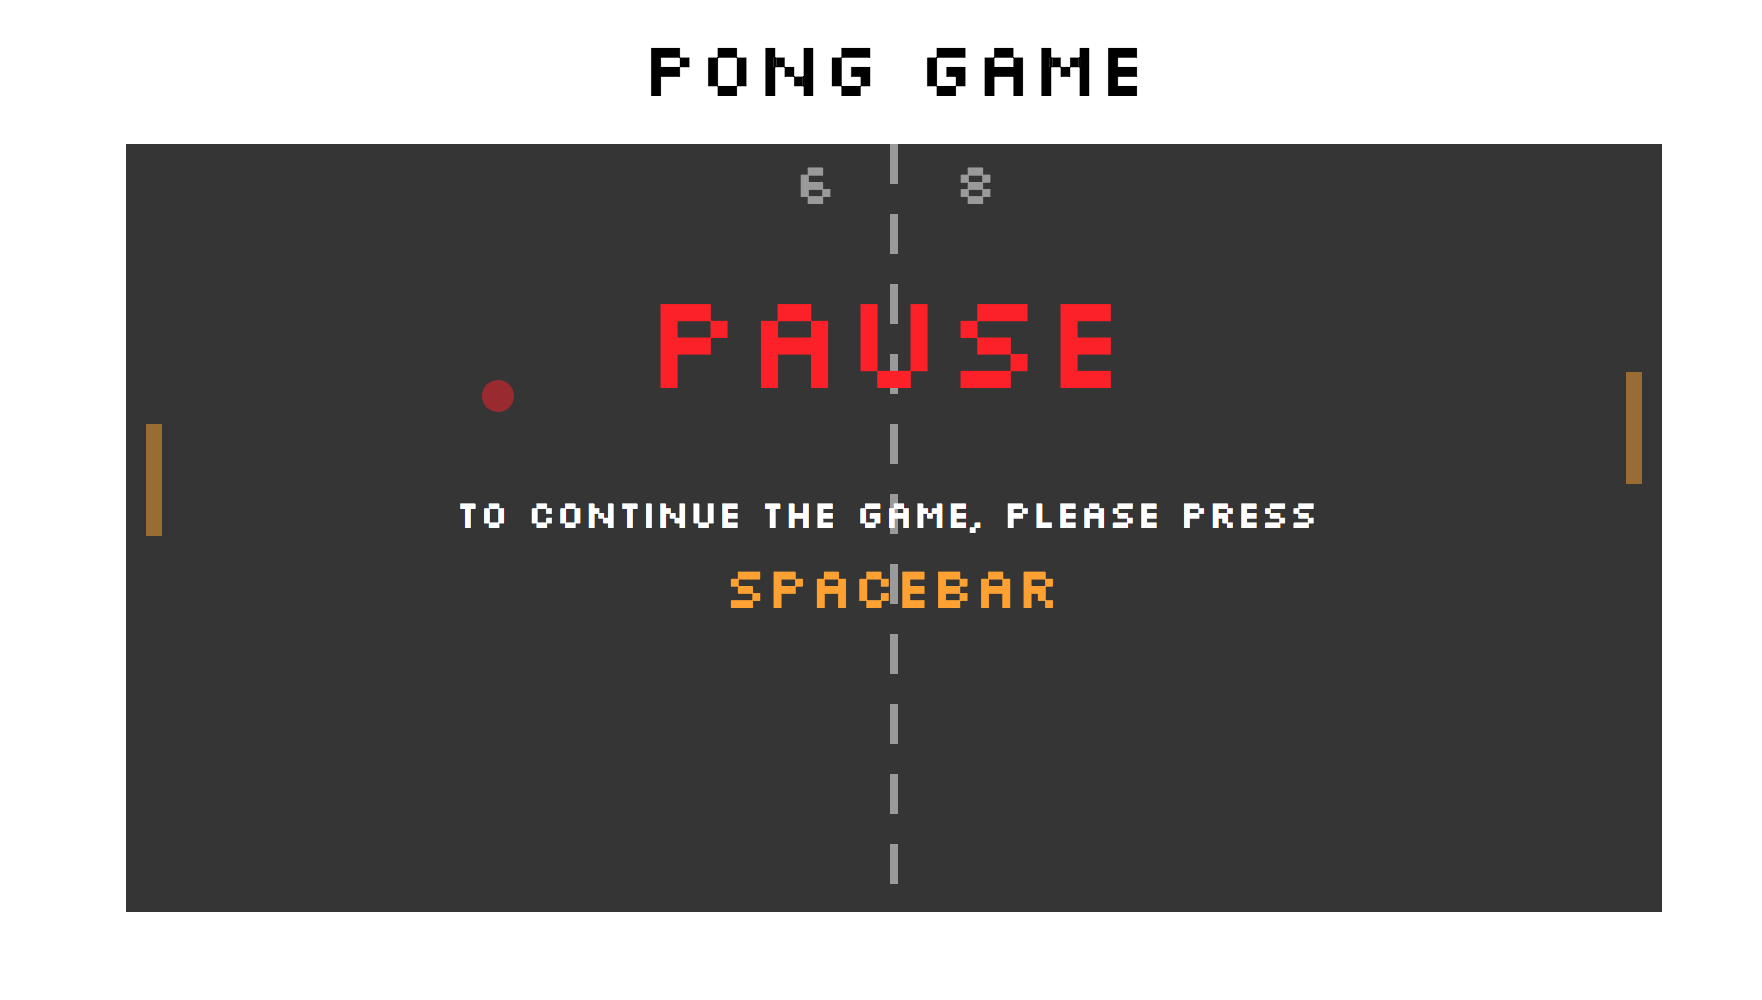 PONG GAME
6 8
PAUSE
TO CONTINUE THE GAME, PLEASE PRESS
SPACEBAR